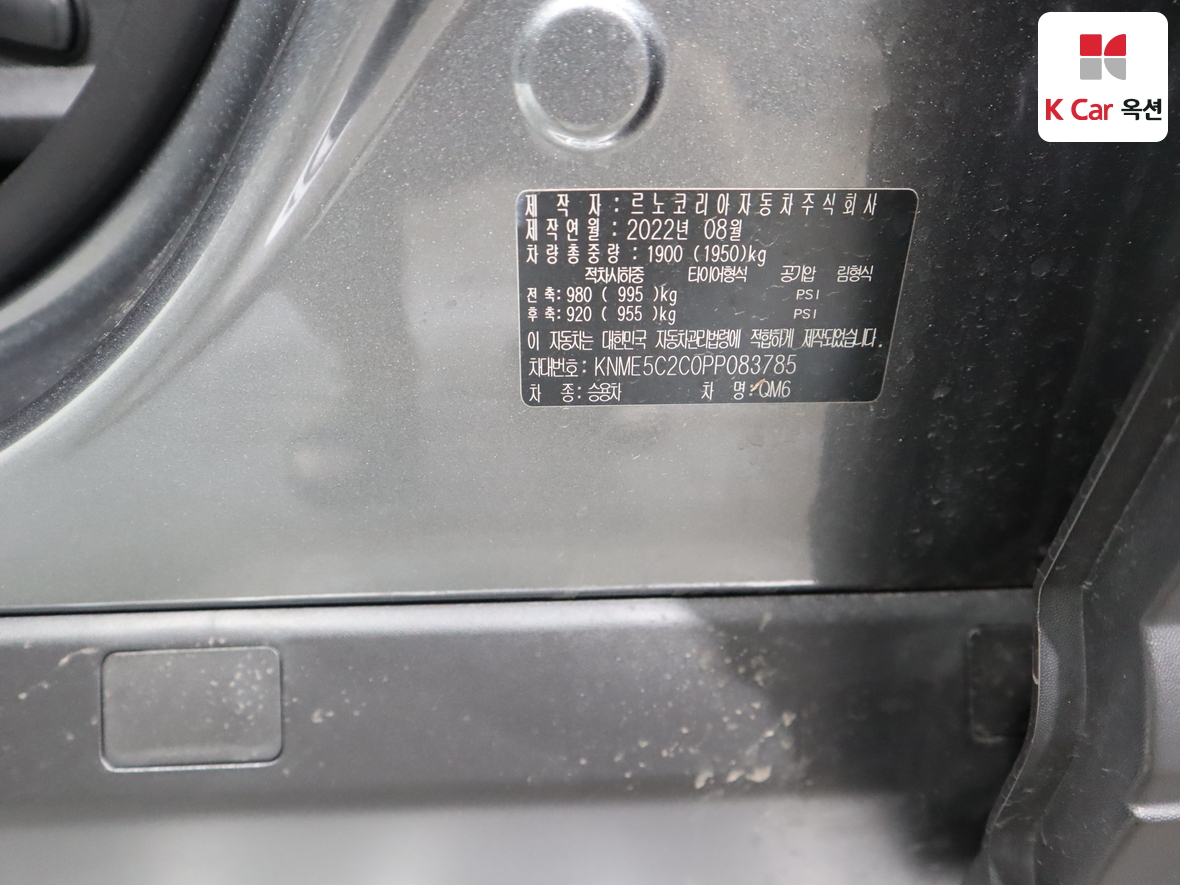 K Car 옥션
제 작 자 : 르노코리아자동차주식회사
제작연월 : 2022년 08월
차량총중량 : 1900 (1950)kg
적차시하중 타이어형식 공기압 림형식
전 축: 980 ( 995 )kg PSI
후 축: 920 ( 955 )kg PSI
이 자동차는 대한민국 자동차관리법령에 적합하게 제작되었습니다.
차대번호: KNME5C2C0PP083785
차 종: 승용차 차 명: QM6